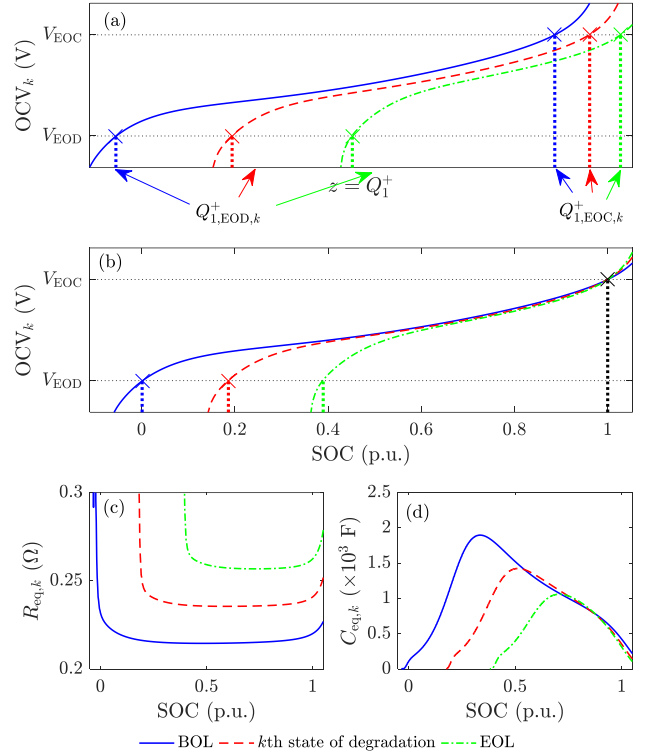 (a)
OCV_k (V)
V_EOC
V_EOD
z = Q_1^+
Q_{1,EOD,k}^+
Q_{1,EOC,k}^+
(b)
OCV_k (V)
V_EOC
V_EOD
0 0.2 0.4 0.6 0.8 1
SOC (p.u.)
(c)
R_{eq,k} (Ω)
0.3
0.25
0.2
0 0.5 1
SOC (p.u.)
(d)
C_{eq,k} (×10^3 F)
2.5
2
1.5
1
0.5
0
0 0.5 1
SOC (p.u.)
BOL kth state of degradation EOL